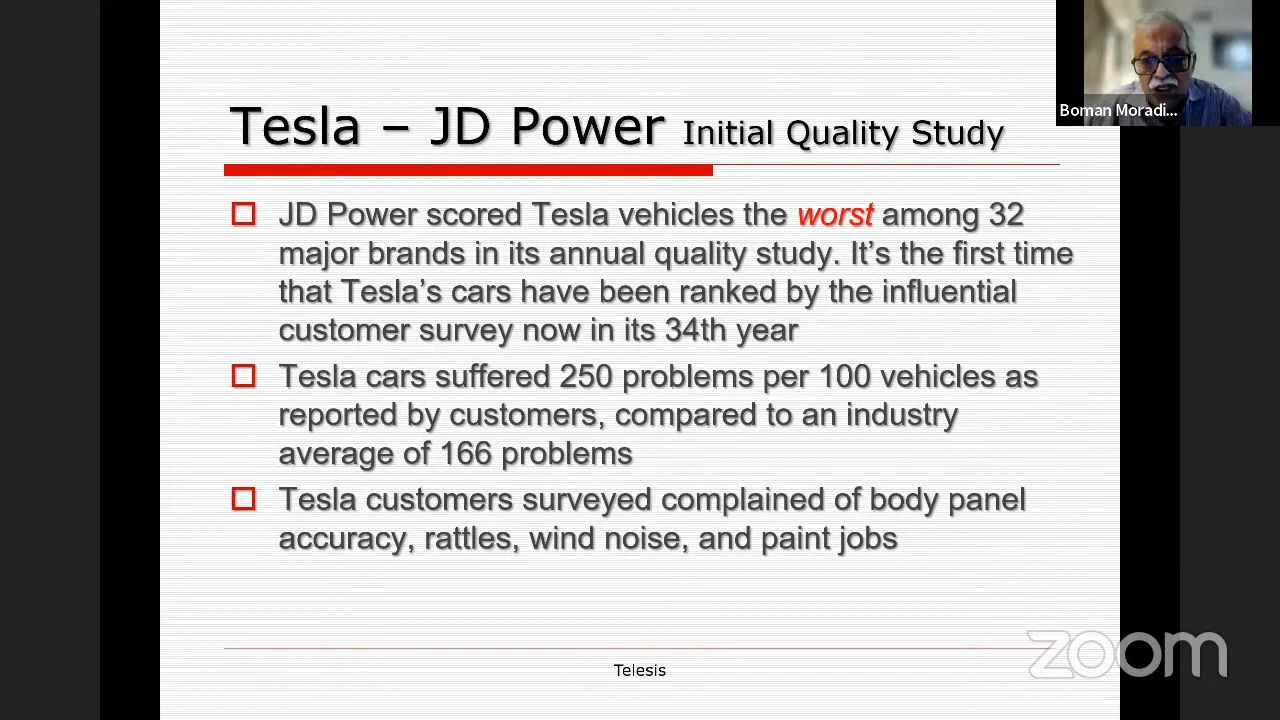 Boman Moradi...
Tesla – JD Power Initial Quality Study
JD Power scored Tesla vehicles the worst among 32
major brands in its annual quality study. It’s the first time
that Tesla’s cars have been ranked by the influential
customer survey now in its 34th year
Tesla cars suffered 250 problems per 100 vehicles as
reported by customers, compared to an industry
average of 166 problems
Tesla customers surveyed complained of body panel
accuracy, rattles, wind noise, and paint jobs
zoom
Telesis